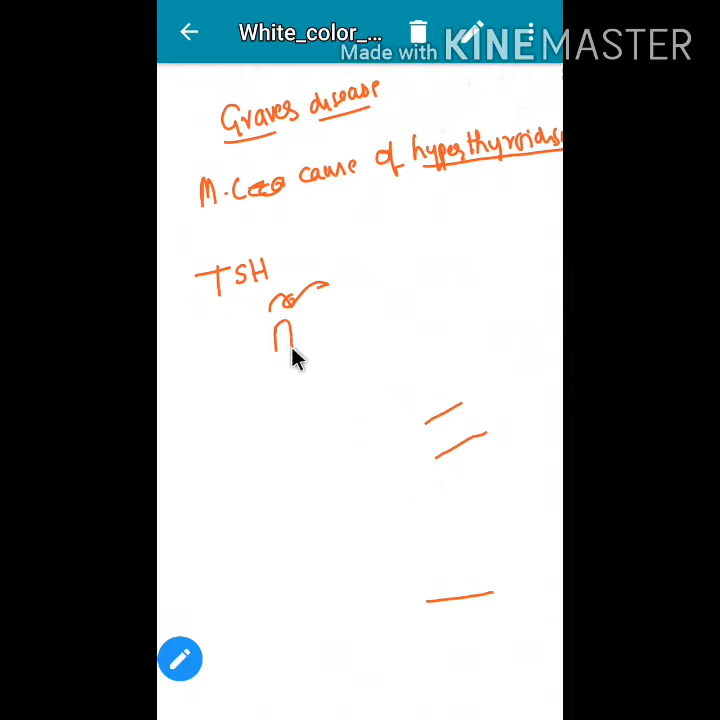 White_color_...
Made with KINEMASTER
Graves disease
M.C cause of hyperthyroidis
TSH